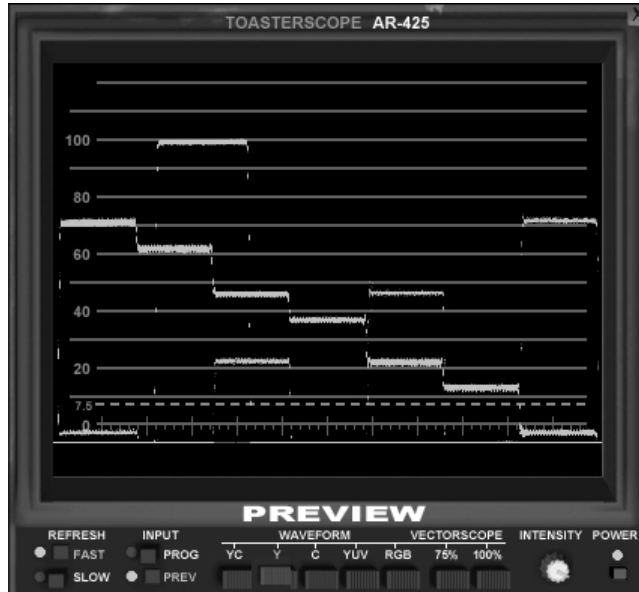 TOASTERSCOPE AR-425
X
100
80
60
40
20
7.5
0
PREVIEW
REFRESH INPUT WAVEFORM VECTORSCOPE INTENSITY POWER
FAST PROG YC Y C YUV RGB 75% 100%
SLOW PREV